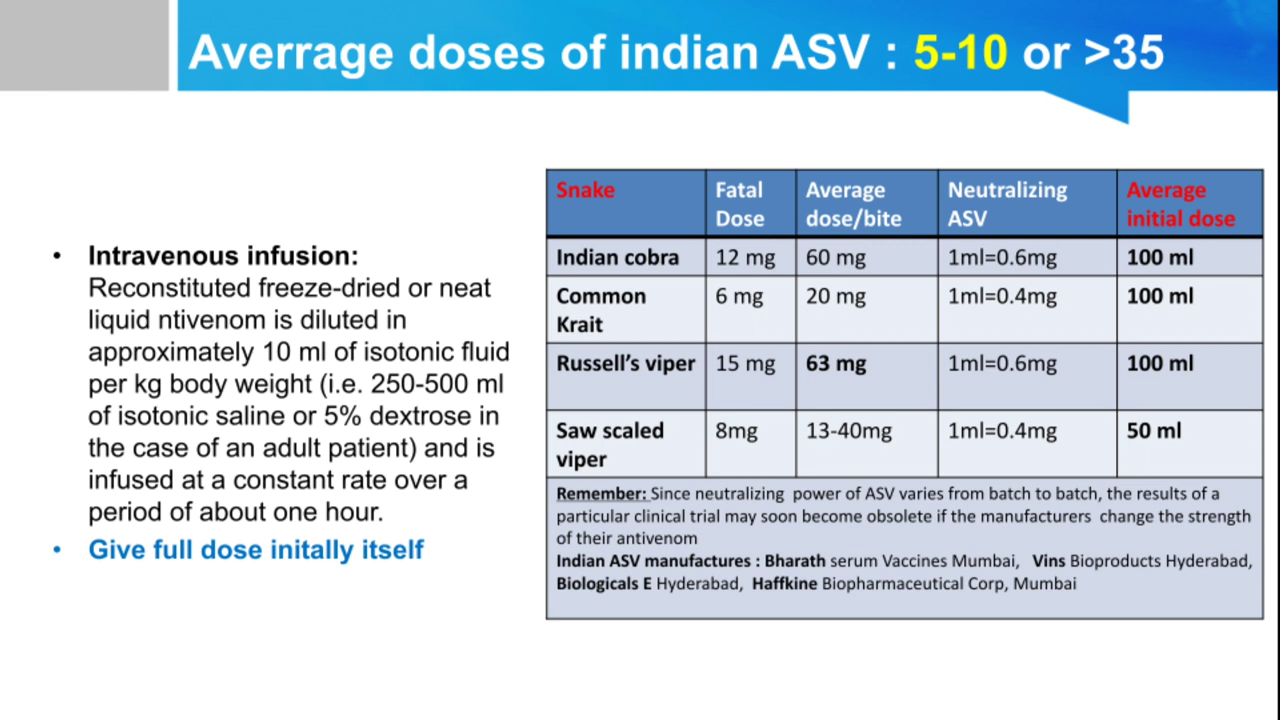 Averrage doses of indian ASV : 5-10 or >35
• Intravenous infusion:
Reconstituted freeze-dried or neat
liquid ntivenom is diluted in
approximately 10 ml of isotonic fluid
per kg body weight (i.e. 250-500 ml
of isotonic saline or 5% dextrose in
the case of an adult patient) and is
infused at a constant rate over a
period of about one hour.
• Give full dose initally itself
Snake Fatal Dose Average dose/bite Neutralizing ASV Average initial dose
Indian cobra 12 mg 60 mg 1ml=0.6mg 100 ml
Common Krait 6 mg 20 mg 1ml=0.4mg 100 ml
Russell’s viper 15 mg 63 mg 1ml=0.6mg 100 ml
Saw scaled viper 8mg 13-40mg 1ml=0.4mg 50 ml
Remember: Since neutralizing power of ASV varies from batch to batch, the results of a
particular clinical trial may soon become obsolete if the manufacturers change the strength
of their antivenom
Indian ASV manufactures : Bharath serum Vaccines Mumbai, Vins Bioproducts Hyderabad,
Biologicals E Hyderabad, Haffkine Biopharmaceutical Corp, Mumbai